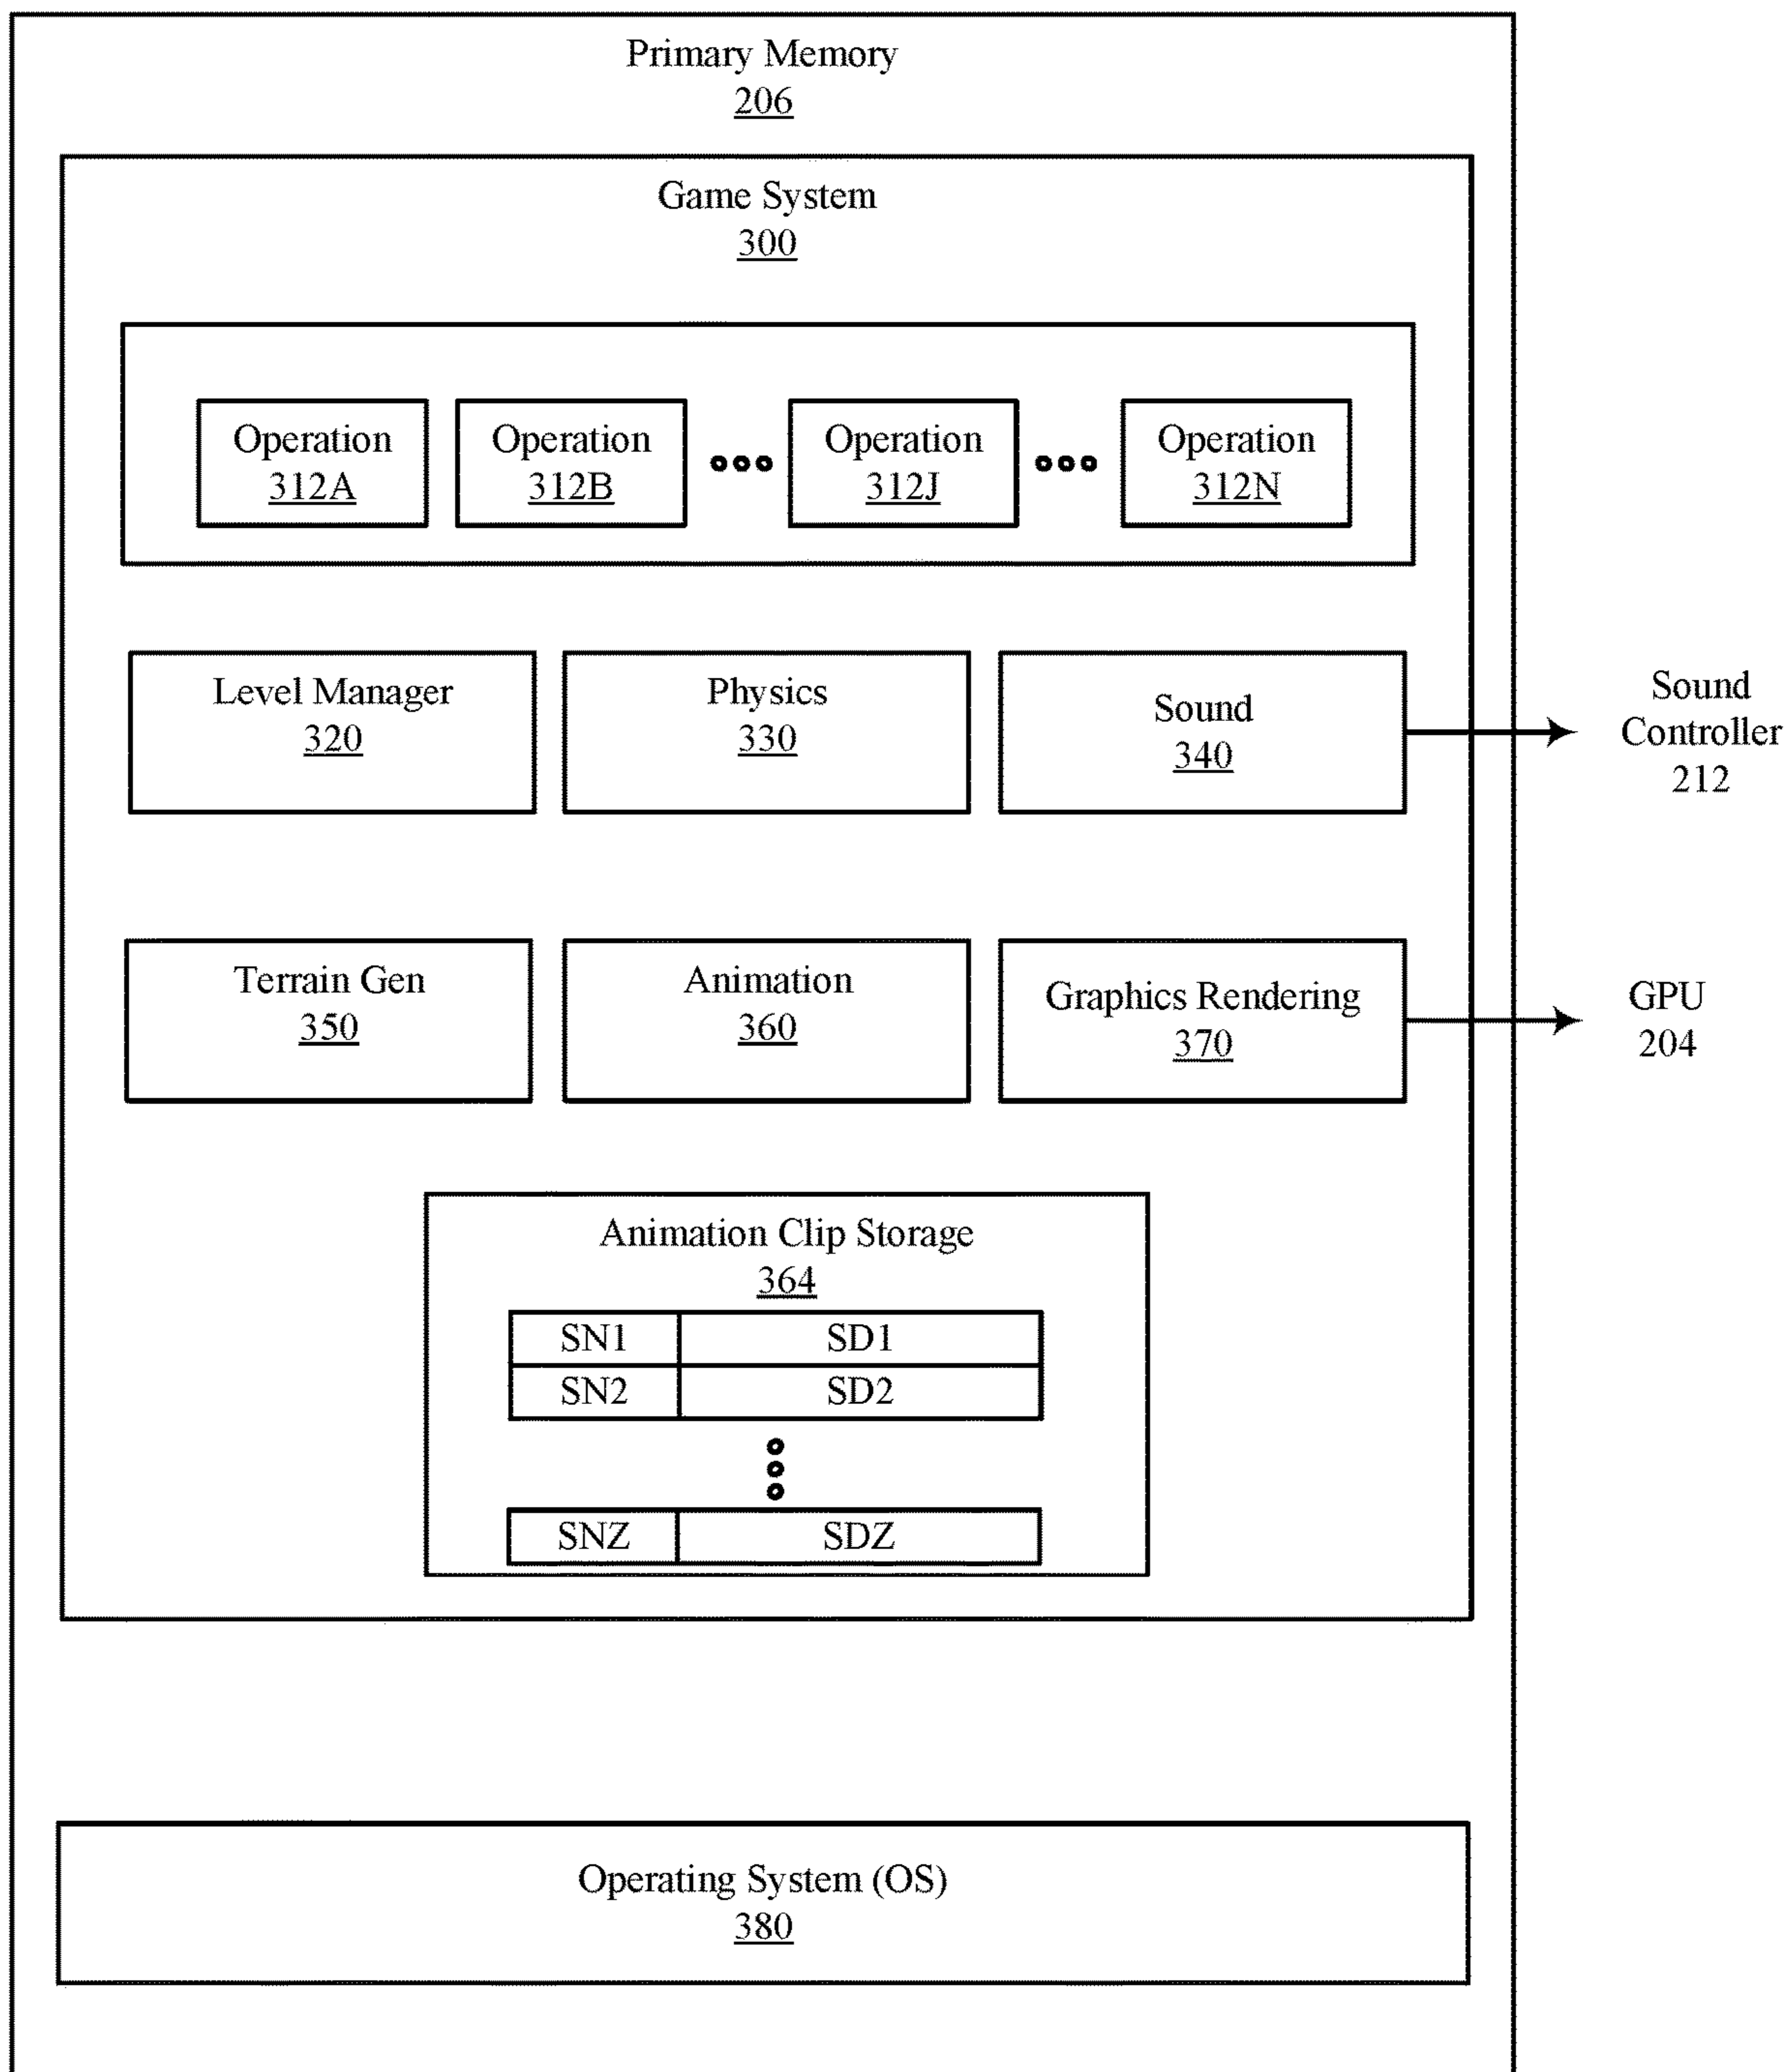 Primary Memory
206
Game System
300
Operation
312A
Operation
312B
Operation
312J
Operation
312N
Level Manager
320
Physics
330
Sound
340
Sound
Controller
212
Terrain Gen
350
Animation
360
Graphics Rendering
370
GPU
204
Animation Clip Storage
364
SN1 SD1
SN2 SD2
SNZ SDZ
Operating System (OS)
380